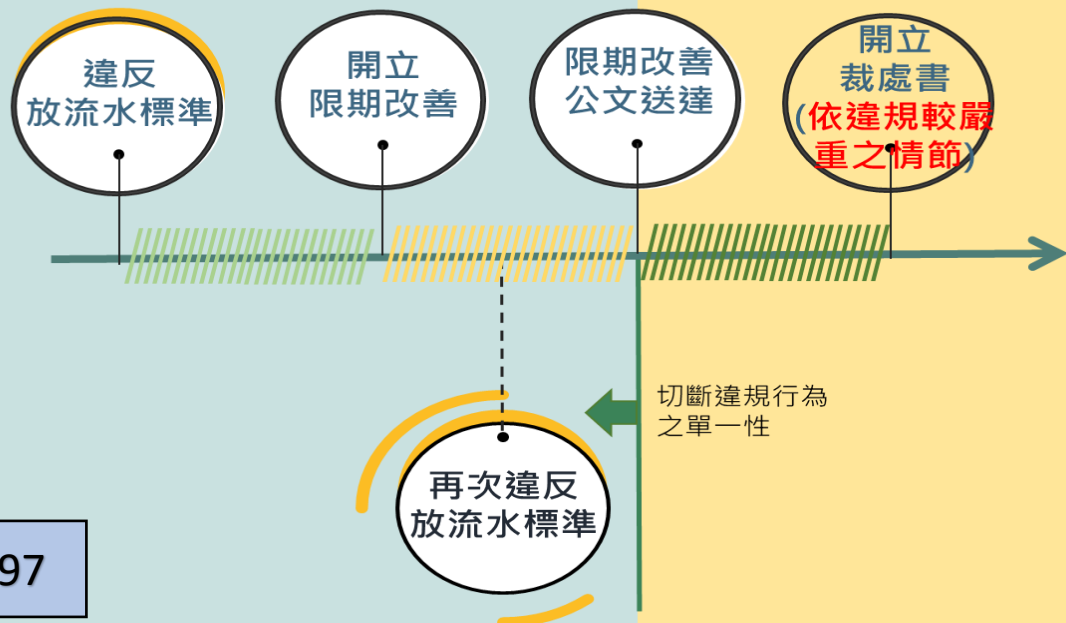 違反
放流水標準
開立
限期改善
限期改善
公文送達
開立
裁處書
(依違規較嚴
重之情節)
切斷違規行為
之單一性
再次違反
放流水標準
97